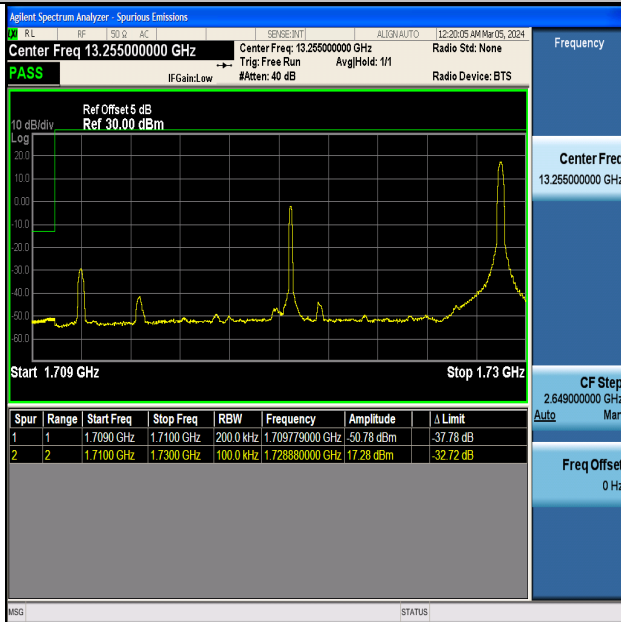 Agilent Spectrum Analyzer - Spurious Emissions
RL RF 50 Ω AC SENSE:INT ALIGNAUTO 12:20:05 AM Mar 05, 2024
Center Freq 13.255000000 GHz
Center Freq: 13.255000000 GHz
Radio Std: None
Trig: Free Run Avg|Hold: 1/1
PASS
IFGain:Low
#Atten: 40 dB
Radio Device: BTS
Ref Offset 5 dB
10 dB/div
Ref 30.00 dBm
Log
20.0
10.0
0.00
-10.0
-20.0
-30.0
-40.0
-50.0
-60.0
Start 1.709 GHz
Stop 1.73 GHz
Spur Range Start Freq Stop Freq RBW Frequency Amplitude Δ Limit
1 1 1.7090 GHz 1.7100 GHz 200.0 kHz 1.709779000 GHz -50.78 dBm -37.78 dB
2 2 1.7100 GHz 1.7300 GHz 100.0 kHz 1.728880000 GHz 17.28 dBm -32.72 dB
Frequency
Center Freq
13.255000000 GHz
CF Step
2.649000000 GHz
Auto Man
Freq Offset
0 Hz
MSG
STATUS